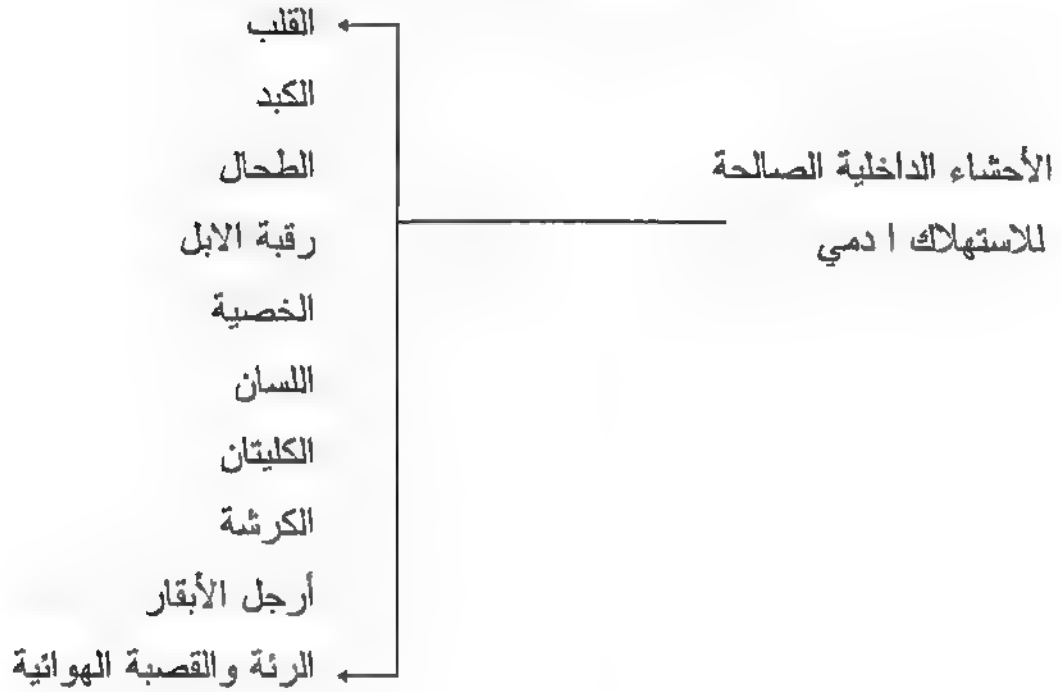 الأحشاء الداخلية الصالحة
للاستهلاك ا دمي
القلب
الكبد
الطحال
رقبة الابل
الخصية
اللسان
الكليتان
الكرشة
أرجل الأبقار
الرئة والقصبة الهوائية